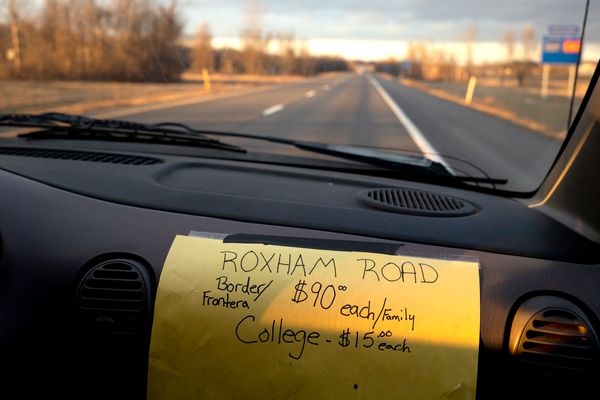 ROXHAM ROAD
Border/ $90.00 each/Family
Frontera
College - $15.00 each